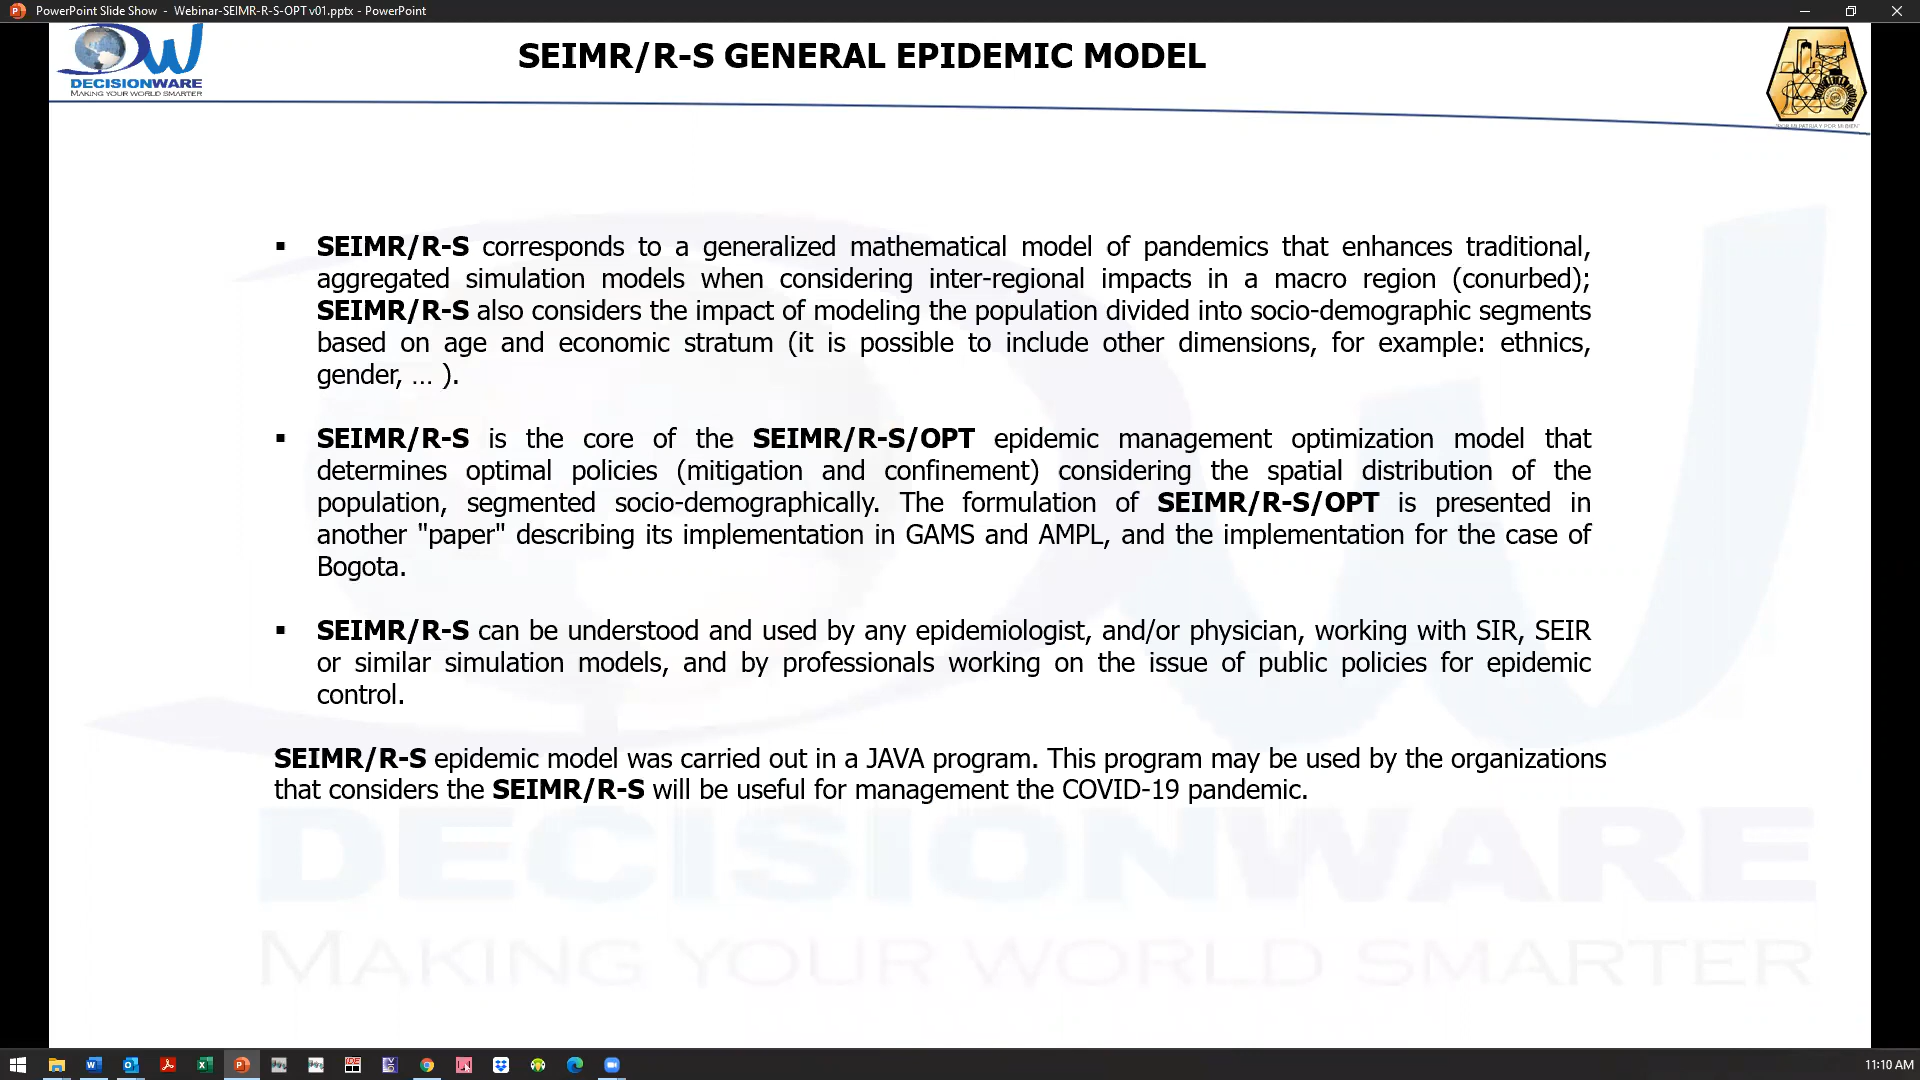 PowerPoint Slide Show - Webinar-SEIMR-R-S-OPT v01.pptx - PowerPoint
DECISIONWARE
MAKING YOUR WORLD SMARTER
SEIMR/R-S GENERAL EPIDEMIC MODEL
▪ SEIMR/R-S corresponds to a generalized mathematical model of pandemics that enhances traditional,
aggregated simulation models when considering inter-regional impacts in a macro region (conurbed);
SEIMR/R-S also considers the impact of modeling the population divided into socio-demographic segments
based on age and economic stratum (it is possible to include other dimensions, for example: ethnics,
gender, … ).
▪ SEIMR/R-S is the core of the SEIMR/R-S/OPT epidemic management optimization model that
determines optimal policies (mitigation and confinement) considering the spatial distribution of the
population, segmented socio-demographically. The formulation of SEIMR/R-S/OPT is presented in
another "paper" describing its implementation in GAMS and AMPL, and the implementation for the case of
Bogota.
▪ SEIMR/R-S can be understood and used by any epidemiologist, and/or physician, working with SIR, SEIR
or similar simulation models, and by professionals working on the issue of public policies for epidemic
control.
SEIMR/R-S epidemic model was carried out in a JAVA program. This program may be used by the organizations
that considers the SEIMR/R-S will be useful for management the COVID-19 pandemic.
DECISIONWARE
MAKING YOUR WORLD SMARTER
11:10 AM